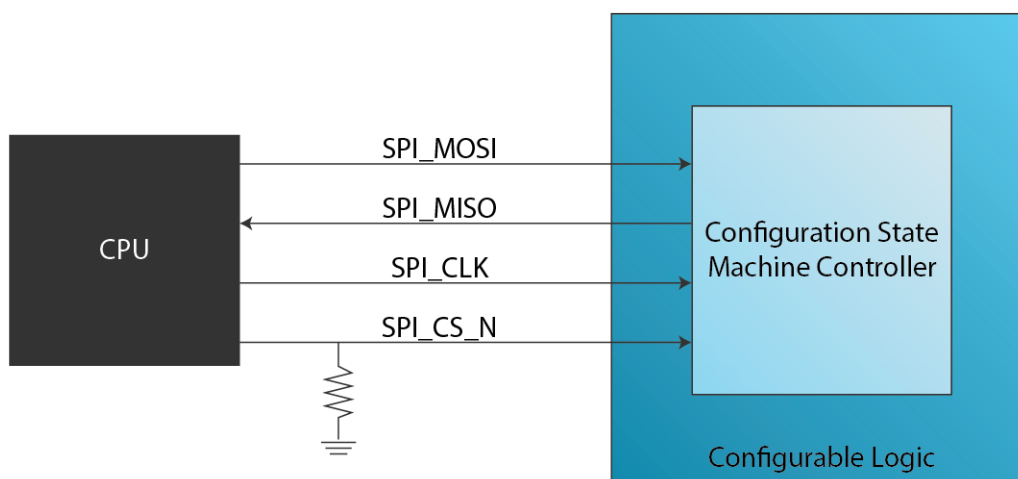 SPI_MOSI
SPI_MISO
CPU
SPI_CLK
SPI_CS_N
Configuration State
Machine Controller
Configurable Logic